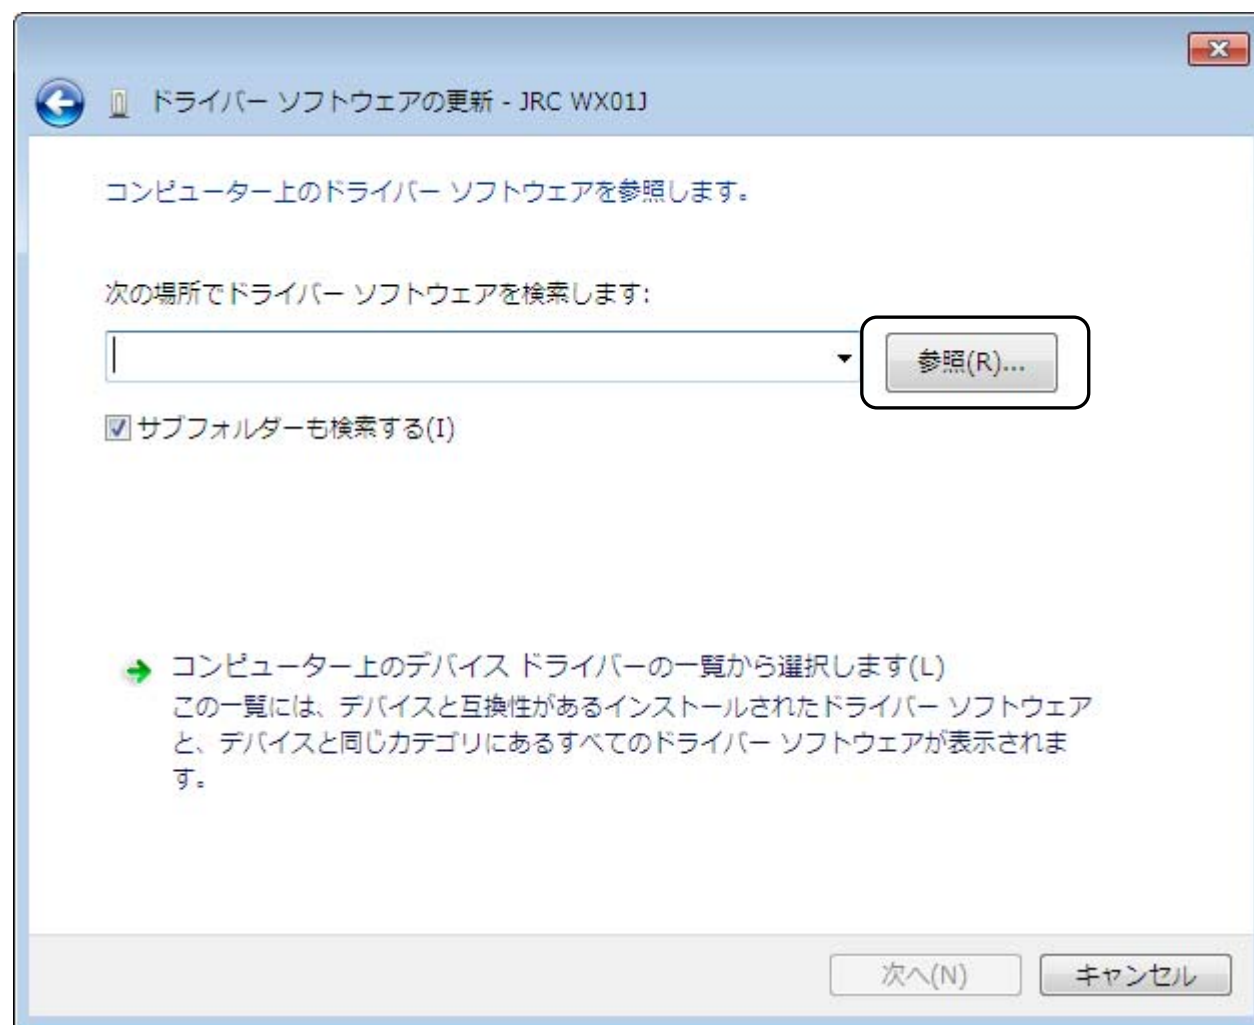 ドライバー ソフトウェアの更新 - JRC WX01J
コンピューター上のドライバー ソフトウェアを参照します。
次の場所でドライバー ソフトウェアを検索します:
参照(R)...
サブフォルダーも検索する(I)
コンピューター上のデバイス ドライバーの一覧から選択します(L)
この一覧には、デバイスと互換性があるインストールされたドライバー ソフトウェア
と、デバイスと同じカテゴリにあるすべてのドライバー ソフトウェアが表示されま
す。
次へ(N) キャンセル